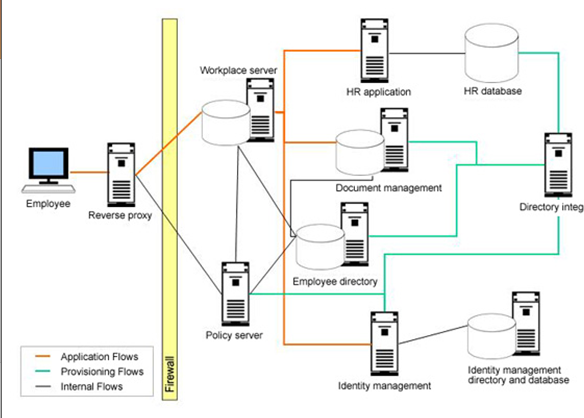 Workplace server
HR application
HR database
Employee
Reverse proxy
Document management
Directory integ
Employee directory
Policy server
Identity management
Identity management
directory and database
Application Flows
Provisioning Flows
Internal Flows
Firewall